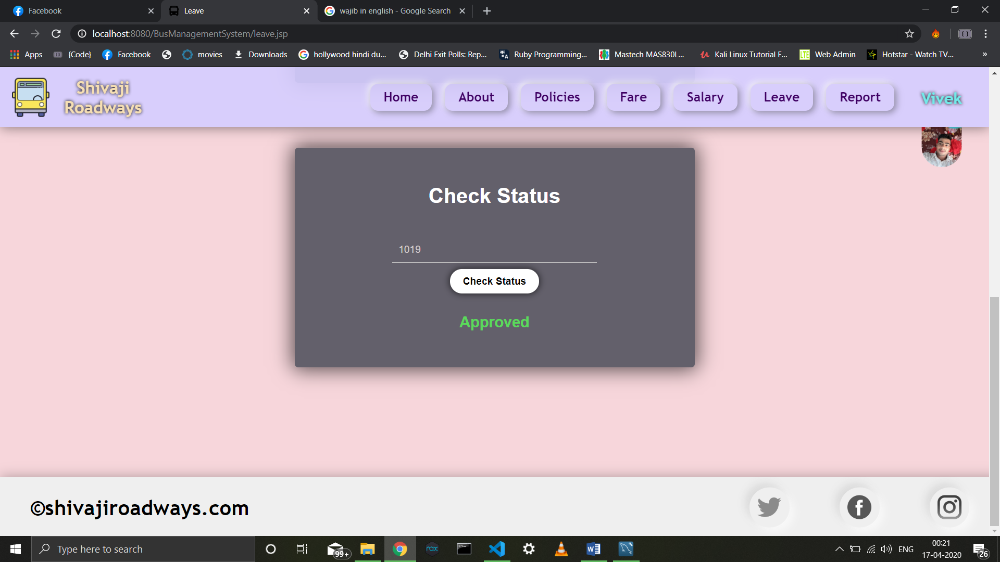 Facebook
Leave
wajib in english - Google Search
localhost:8080/BusManagementSystem/leave.jsp
Apps
{Code}
Facebook
movies
Downloads
hollywood hindi du...
Delhi Exit Polls: Rep...
Ruby Programming...
Mastech MAS830L...
Kali Linux Tutorial F...
LTE
Web Admin
Hotstar - Watch TV...
»
Shivaji
Roadways
Home
About
Policies
Fare
Salary
Leave
Report
Vivek
Check Status
1019
Check Status
Approved
©shivajiroadways.com
Type here to search
99+
nox
ENG
00:21
17-04-2020
26